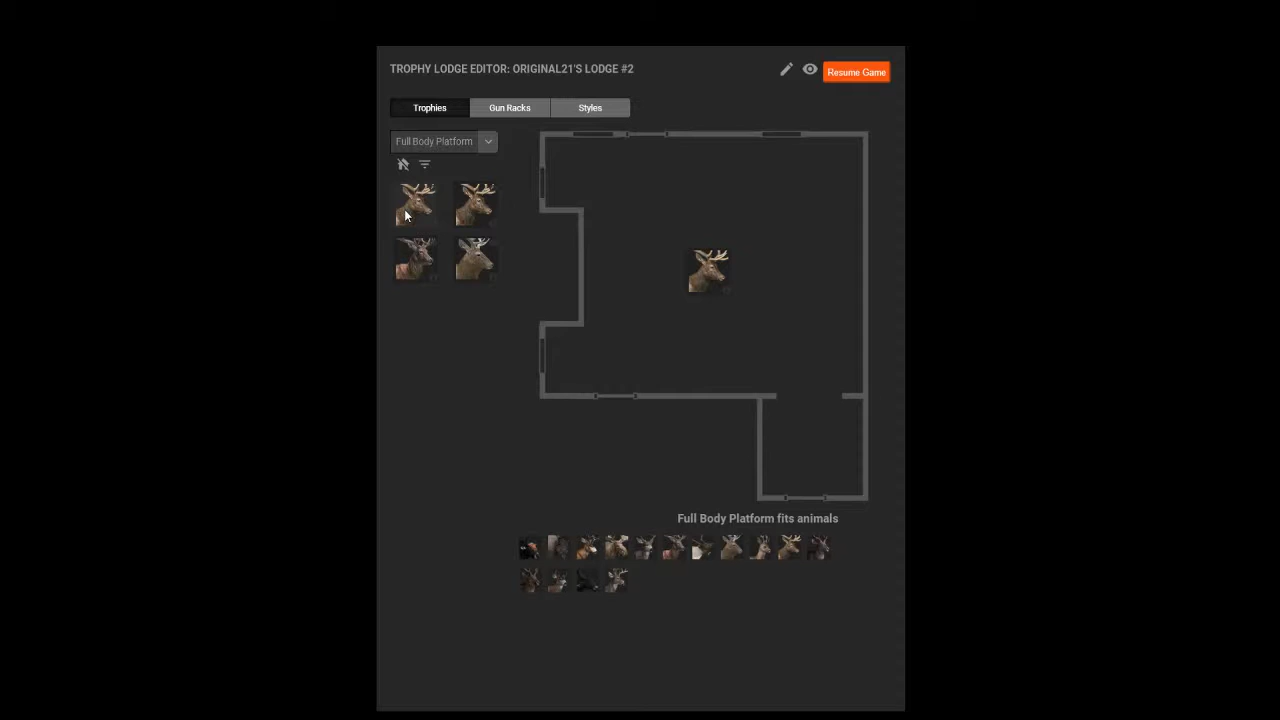 TROPHY LODGE EDITOR: ORIGINAL21'S LODGE #2
Resume Game
Trophies
Gun Racks
Styles
Full Body Platform
Full Body Platform fits animals